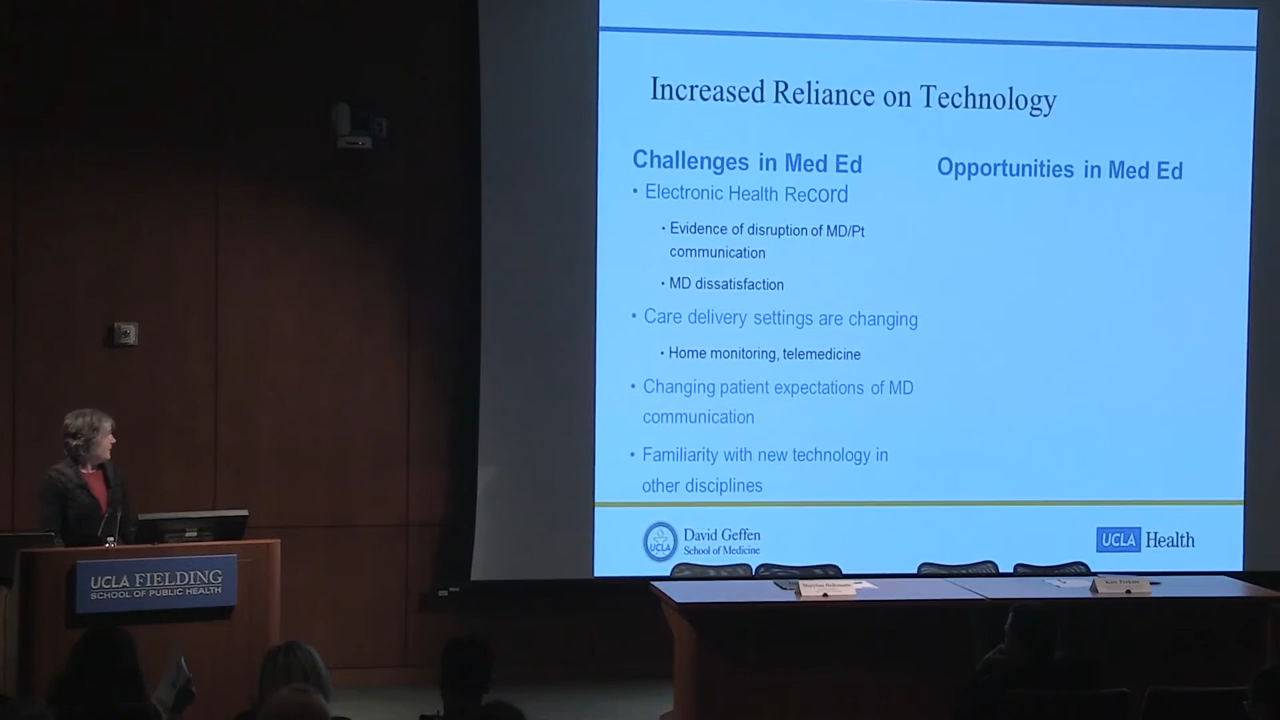 Increased Reliance on Technology
Challenges in Med Ed
• Electronic Health Record
• Evidence of disruption of MD/Pt
communication
• MD dissatisfaction
• Care delivery settings are changing
• Home monitoring, telemedicine
• Changing patient expectations of MD
communication
• Familiarity with new technology in
other disciplines
Opportunities in Med Ed
UCLA
David Geffen
School of Medicine
UCLA Health
UCLA FIELDING
SCHOOL OF PUBLIC HEALTH